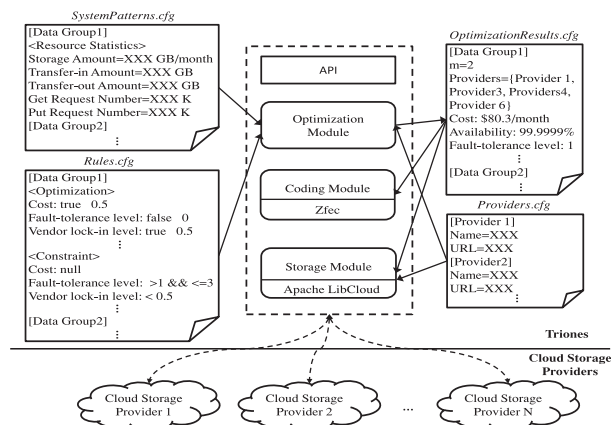 SystemPatterns.cfg
[Data Group1]
<Resource Statistics>
Storage Amount=XXX GB/month
Transfer-in Amount=XXX GB
Transfer-out Amount=XXX GB
Get Request Number=XXX K
Put Request Number=XXX K
[Data Group2]
⋮
Rules.cfg
[Data Group1]
<Optimization>
Cost: true 0.5
Fault-tolerance level: false 0
Vendor lock-in level: true 0.5
⋮
<Constraint>
Cost: null
Fault-tolerance level: >1 && <=3
Vendor lock-in level: < 0.5
⋮
[Data Group2]
⋮
API
Optimization
Module
Coding Module
Zfec
Storage Module
Apache LibCloud
OptimizationResults.cfg
[Data Group1]
m=2
Providers={Provider 1,
Provider3, Providers4,
Provider 6}
Cost: $80.3/month
Availability: 99.9999%
Fault-tolerance level: 1
⋮
[Data Group2]
⋮
Providers.cfg
[Provider 1]
Name=XXX
URL=XXX
[Provider2]
Name=XXX
URL=XXX
⋮
Triones
Cloud Storage
Providers
Cloud Storage
Provider 1
Cloud Storage
Provider 2
...
Cloud Storage
Provider N